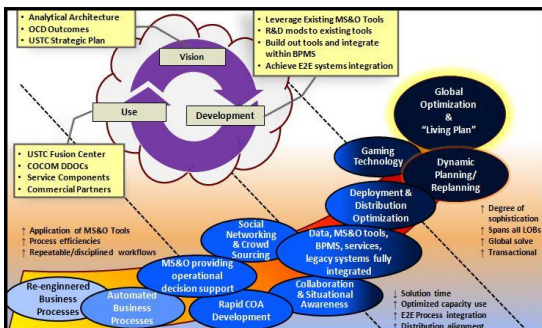 • Analytical Architecture
• OCD Outcomes
• USTC Strategic Plan
• Leverage Existing MS&O Tools
• R&D mods to existing tools
• Build out tools and integrate
within BPMS
• Achieve E2E systems integration
Vision
Use
Development
• USTC Fusion Center
• COCOM DDOCs
• Service Components
• Commercial Partners
Global
Optimization
&
"Living Plan"
Gaming
Technology
Dynamic
Planning/
Replanning
Deployment &
Distribution
Optimization
↑ Degree of
sophistication
↑ Spans all LOBs
↑ Global solve
↑ Transactional
Social
Networking
& Crowd
Sourcing
Data, MS&O tools,
BPMS, services,
legacy systems fully
integrated
↑ Application of MS&O Tools
↑ Process efficiencies
↑ Repeatable/disciplined workflows
MS&O providing
operational
decision support
Collaboration
& Situational
Awareness
Re-enginnered
Business
Processes
Automated
Business
Processes
Rapid COA
Development
↓ Solution time
↑ Optimized capacity use
↑ E2E Process integration
↑ Distribution alignment